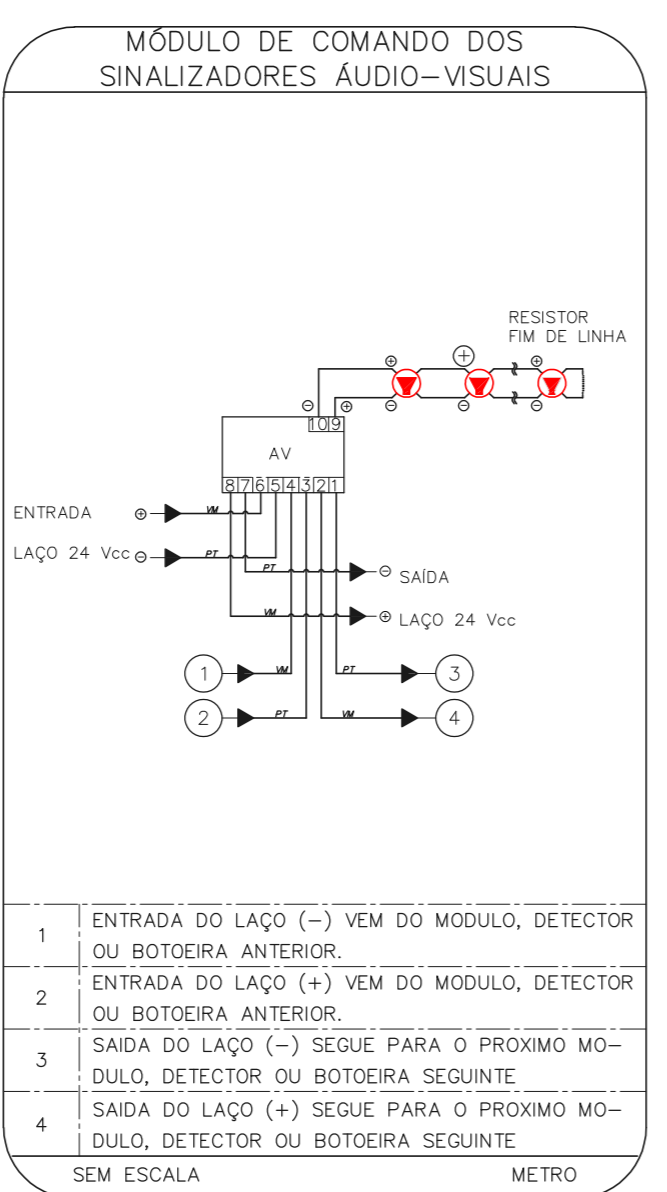 MÓDULO DE COMANDO DOS
SINALIZADORES ÁUDIO-VISUAIS
RESISTOR
FIM DE LINHA
⊕ ⊕ ⊕
⊖ ⊖ ⊖
⊖ ⊕
10 9
AV
8 7 6 5 4 3 2 1
ENTRADA ⊕ VM
LAÇO 24 Vcc ⊖ PT
PT ⊖ SAÍDA
VM ⊕ LAÇO 24 Vcc
1 VM PT 3
2 PT VM 4
1 ENTRADA DO LAÇO (-) VEM DO MODULO, DETECTOR
OU BOTOEIRA ANTERIOR.
2 ENTRADA DO LAÇO (+) VEM DO MODULO, DETECTOR
OU BOTOEIRA ANTERIOR.
3 SAIDA DO LAÇO (-) SEGUE PARA O PROXIMO MO-
DULO, DETECTOR OU BOTOEIRA SEGUINTE
4 SAIDA DO LAÇO (+) SEGUE PARA O PROXIMO MO-
DULO, DETECTOR OU BOTOEIRA SEGUINTE
SEM ESCALA METRO